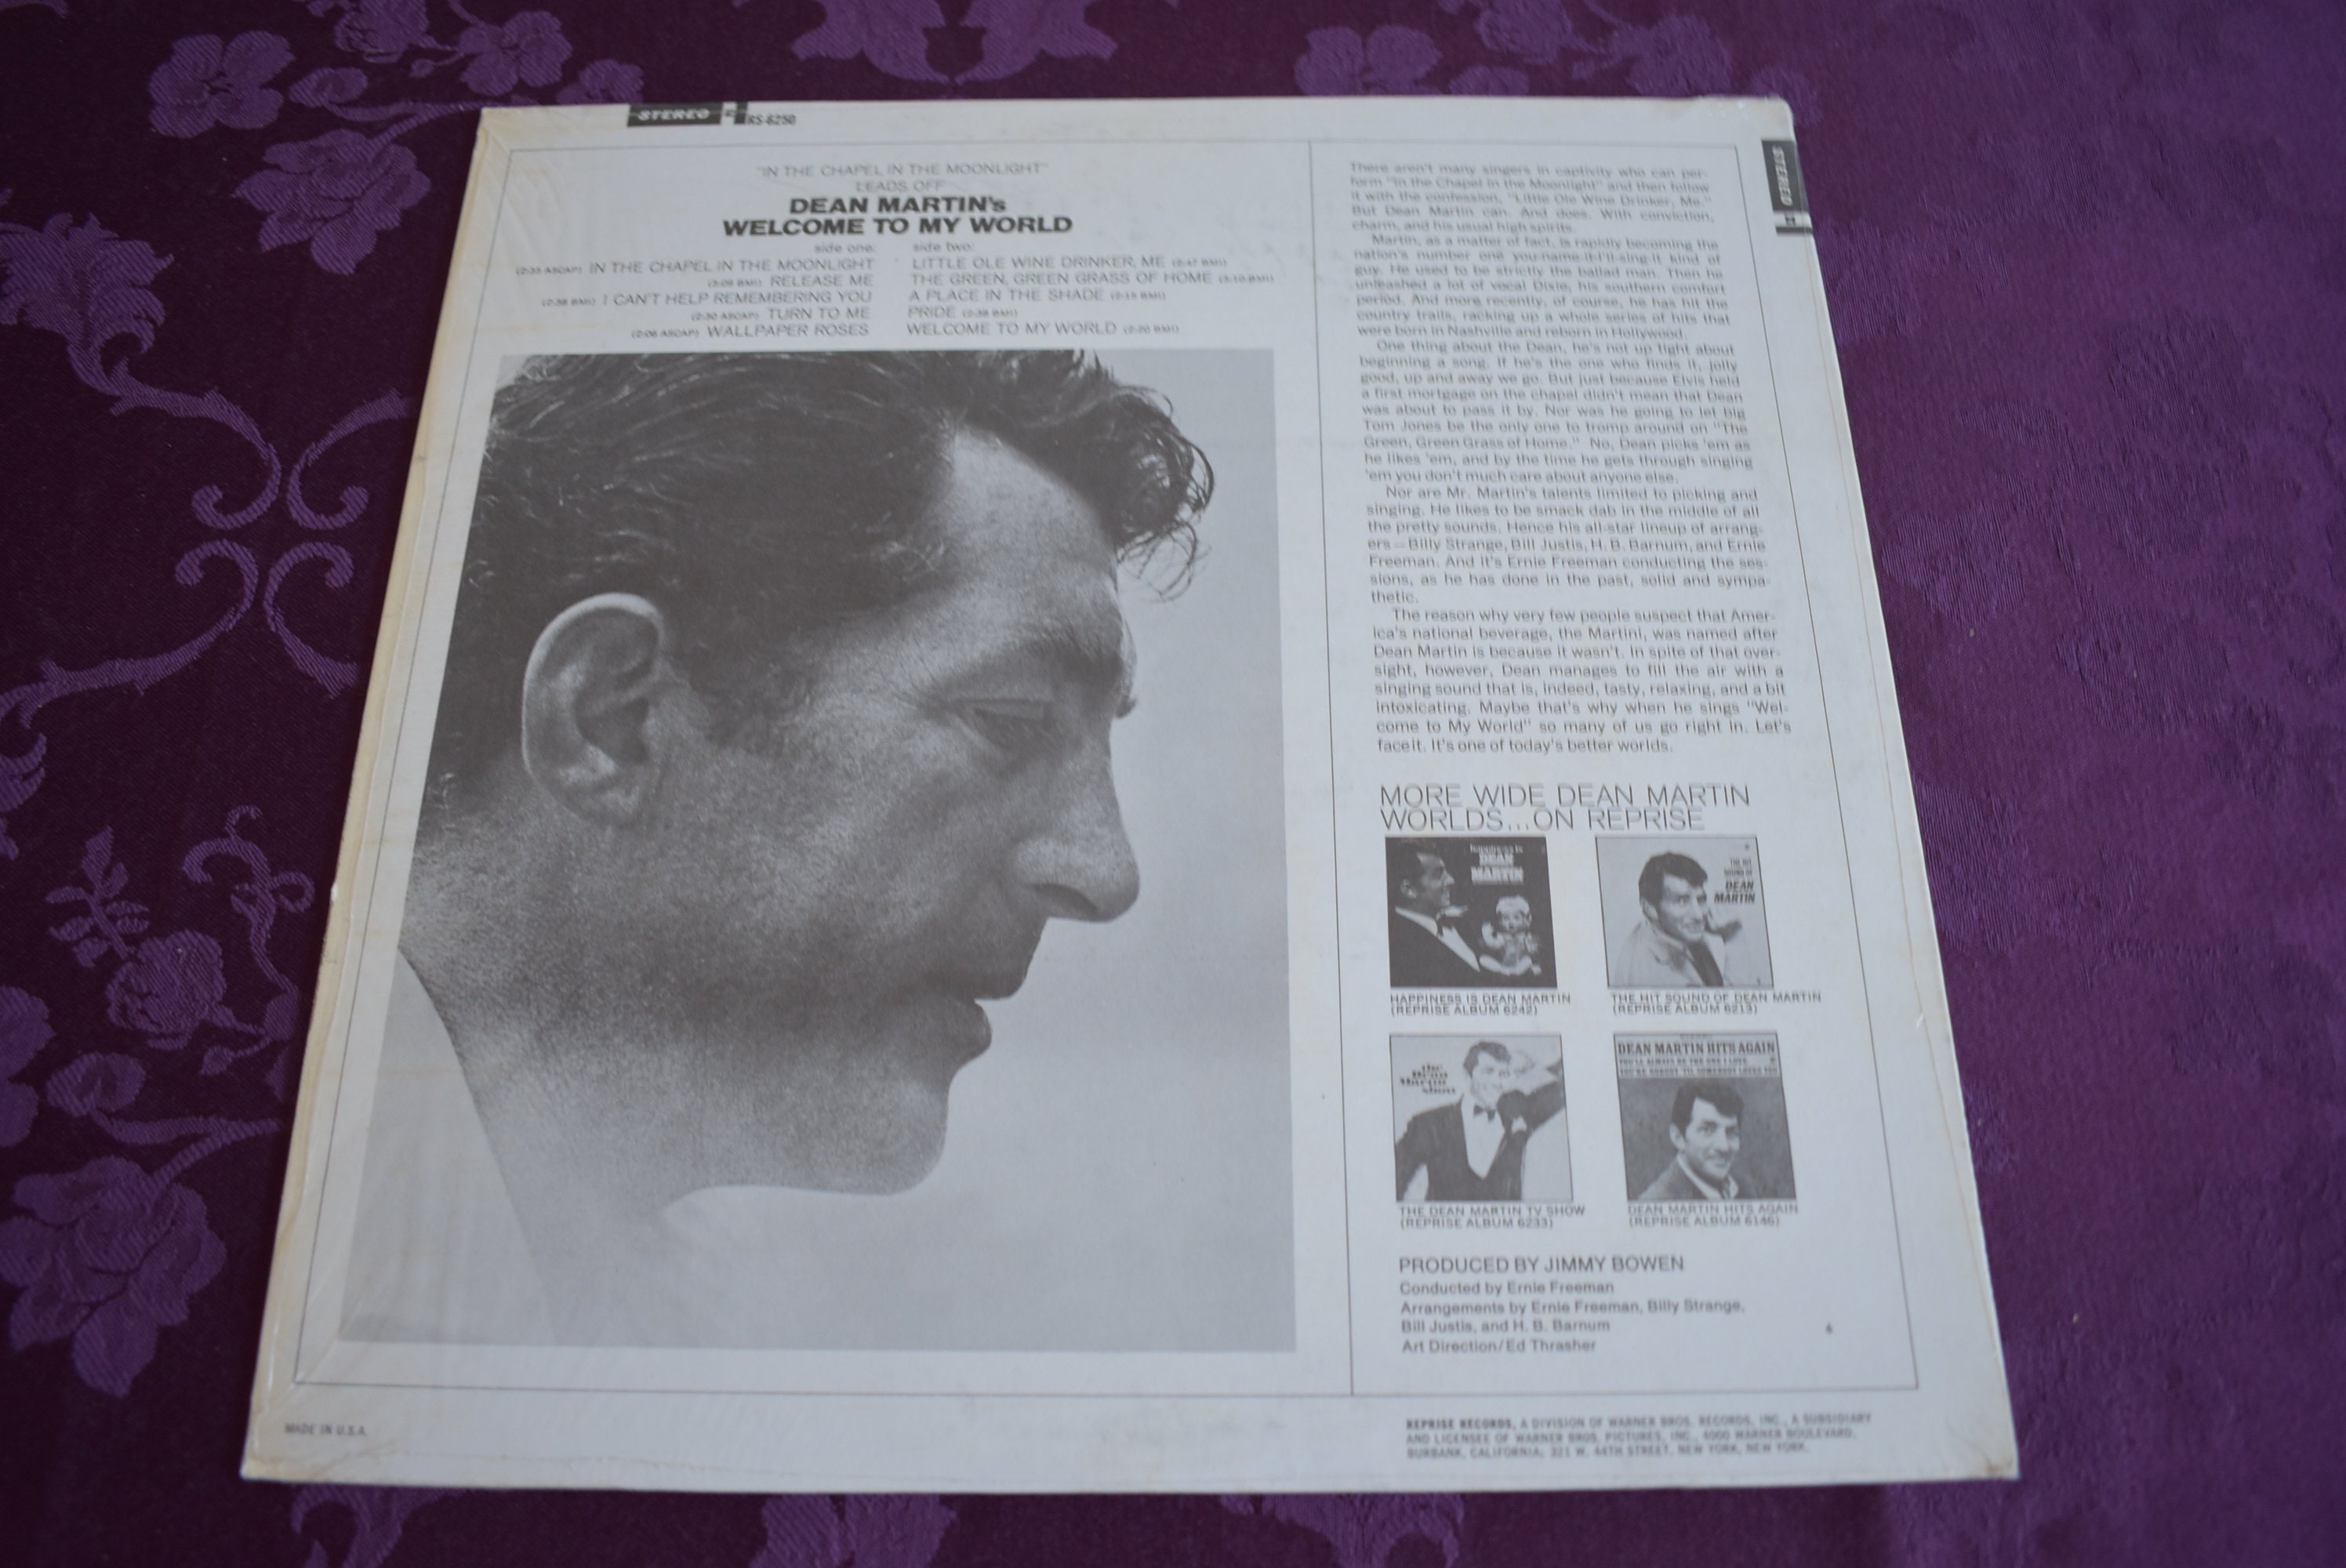 STEREO RS-6250
STEREO
"IN THE CHAPEL IN THE MOONLIGHT"
LEADS OFF
DEAN MARTIN's
WELCOME TO MY WORLD
side one:
(2:33 ASCAP) IN THE CHAPEL IN THE MOONLIGHT
RELEASE ME
I CAN'T HELP REMEMBERING YOU
(2:30 ASCAP) TURN TO ME
(2:06 ASCAP) WALLPAPER ROSES
side two:
LITTLE OLE WINE DRINKER, ME
THE GREEN, GREEN GRASS OF HOME
A PLACE IN THE SHADE
PRIDE
WELCOME TO MY WORLD
There aren't many singers in captivity who can per-
form "In the Chapel in the Moonlight" and then follow
it with the confession, "Little Ole Wine Drinker, Me."
But Dean Martin can. And does. With conviction,
charm, and his usual high spirits.
Martin, as a matter of fact, is rapidly becoming the
nation's number one you-name-it-I'll-sing-it kind of
guy. He used to be strictly the ballad man. Then he
unleashed a lot of vocal Dixie, his southern comfort
period. And more recently, of course, he has hit the
country trails, racking up a whole series of hits that
were born in Nashville and reborn in Hollywood.
One thing about the Dean, he's not up tight about
beginning a song. If he's the one who finds it, jolly
good, up and away we go. But just because Elvis held
a first mortgage on the chapel didn't mean that Dean
was about to pass it by. Nor was he going to let big
Tom Jones be the only one to tromp around on "The
Green, Green Grass of Home." No, Dean picks 'em as
he likes 'em, and by the time he gets through singing
'em you don't much care about anyone else.
Nor are Mr. Martin's talents limited to picking and
singing. He likes to be smack dab in the middle of all
the pretty sounds. Hence his all-star lineup of arrang-
ers—Billy Strange, Bill Justis, H. B. Barnum, and Ernie
Freeman. And it's Ernie Freeman conducting the ses-
sions, as he has done in the past, solid and sympa-
thetic.
The reason why very few people suspect that Amer-
ica's national beverage, the Martini, was named after
Dean Martin is because it wasn't. In spite of that over-
sight, however, Dean manages to fill the air with a
singing sound that is, indeed, tasty, relaxing, and a bit
intoxicating. Maybe that's why when he sings "Wel-
come to My World" so many of us go right in. Let's
face it. It's one of today's better worlds.
MORE WIDE DEAN MARTIN
WORLDS...ON REPRISE
happiness is
DEAN
MARTIN
HAPPINESS IS DEAN MARTIN
(REPRISE ALBUM 6242)
THE HIT
SOUND OF
DEAN
MARTIN
THE HIT SOUND OF DEAN MARTIN
(REPRISE ALBUM 6213)
the
Dean
Martin
show
THE DEAN MARTIN TV SHOW
(REPRISE ALBUM 6233)
DEAN MARTIN HITS AGAIN
DEAN MARTIN HITS AGAIN
(REPRISE ALBUM 6146)
PRODUCED BY JIMMY BOWEN
Conducted by Ernie Freeman
Arrangements by Ernie Freeman, Billy Strange,
Bill Justis, and H. B. Barnum
Art Direction/Ed Thrasher
MADE IN U.S.A.
REPRISE RECORDS, A DIVISION OF WARNER BROS. RECORDS, INC., A SUBSIDIARY
AND LICENSEE OF WARNER BROS. PICTURES, INC., 4000 WARNER BOULEVARD,
BURBANK, CALIFORNIA; 321 W. 44TH STREET, NEW YORK, NEW YORK.